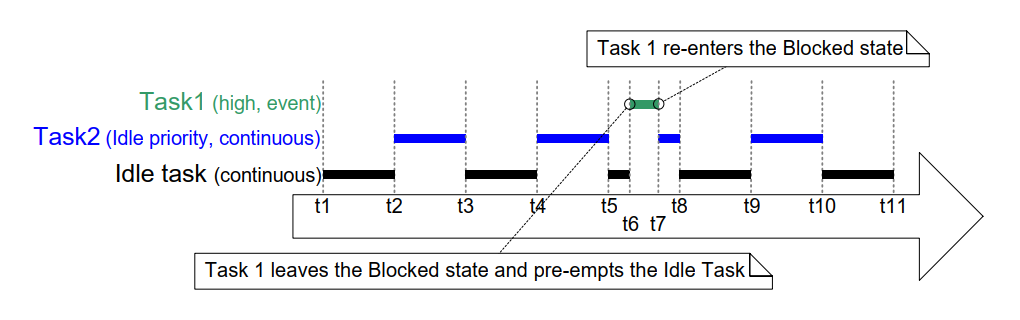 Task 1 re-enters the Blocked state
Task1 (high, event)
Task2 (Idle priority, continuous)
Idle task (continuous)
t1 t2 t3 t4 t5 t8 t9 t10 t11
t6 t7
Task 1 leaves the Blocked state and pre-empts the Idle Task